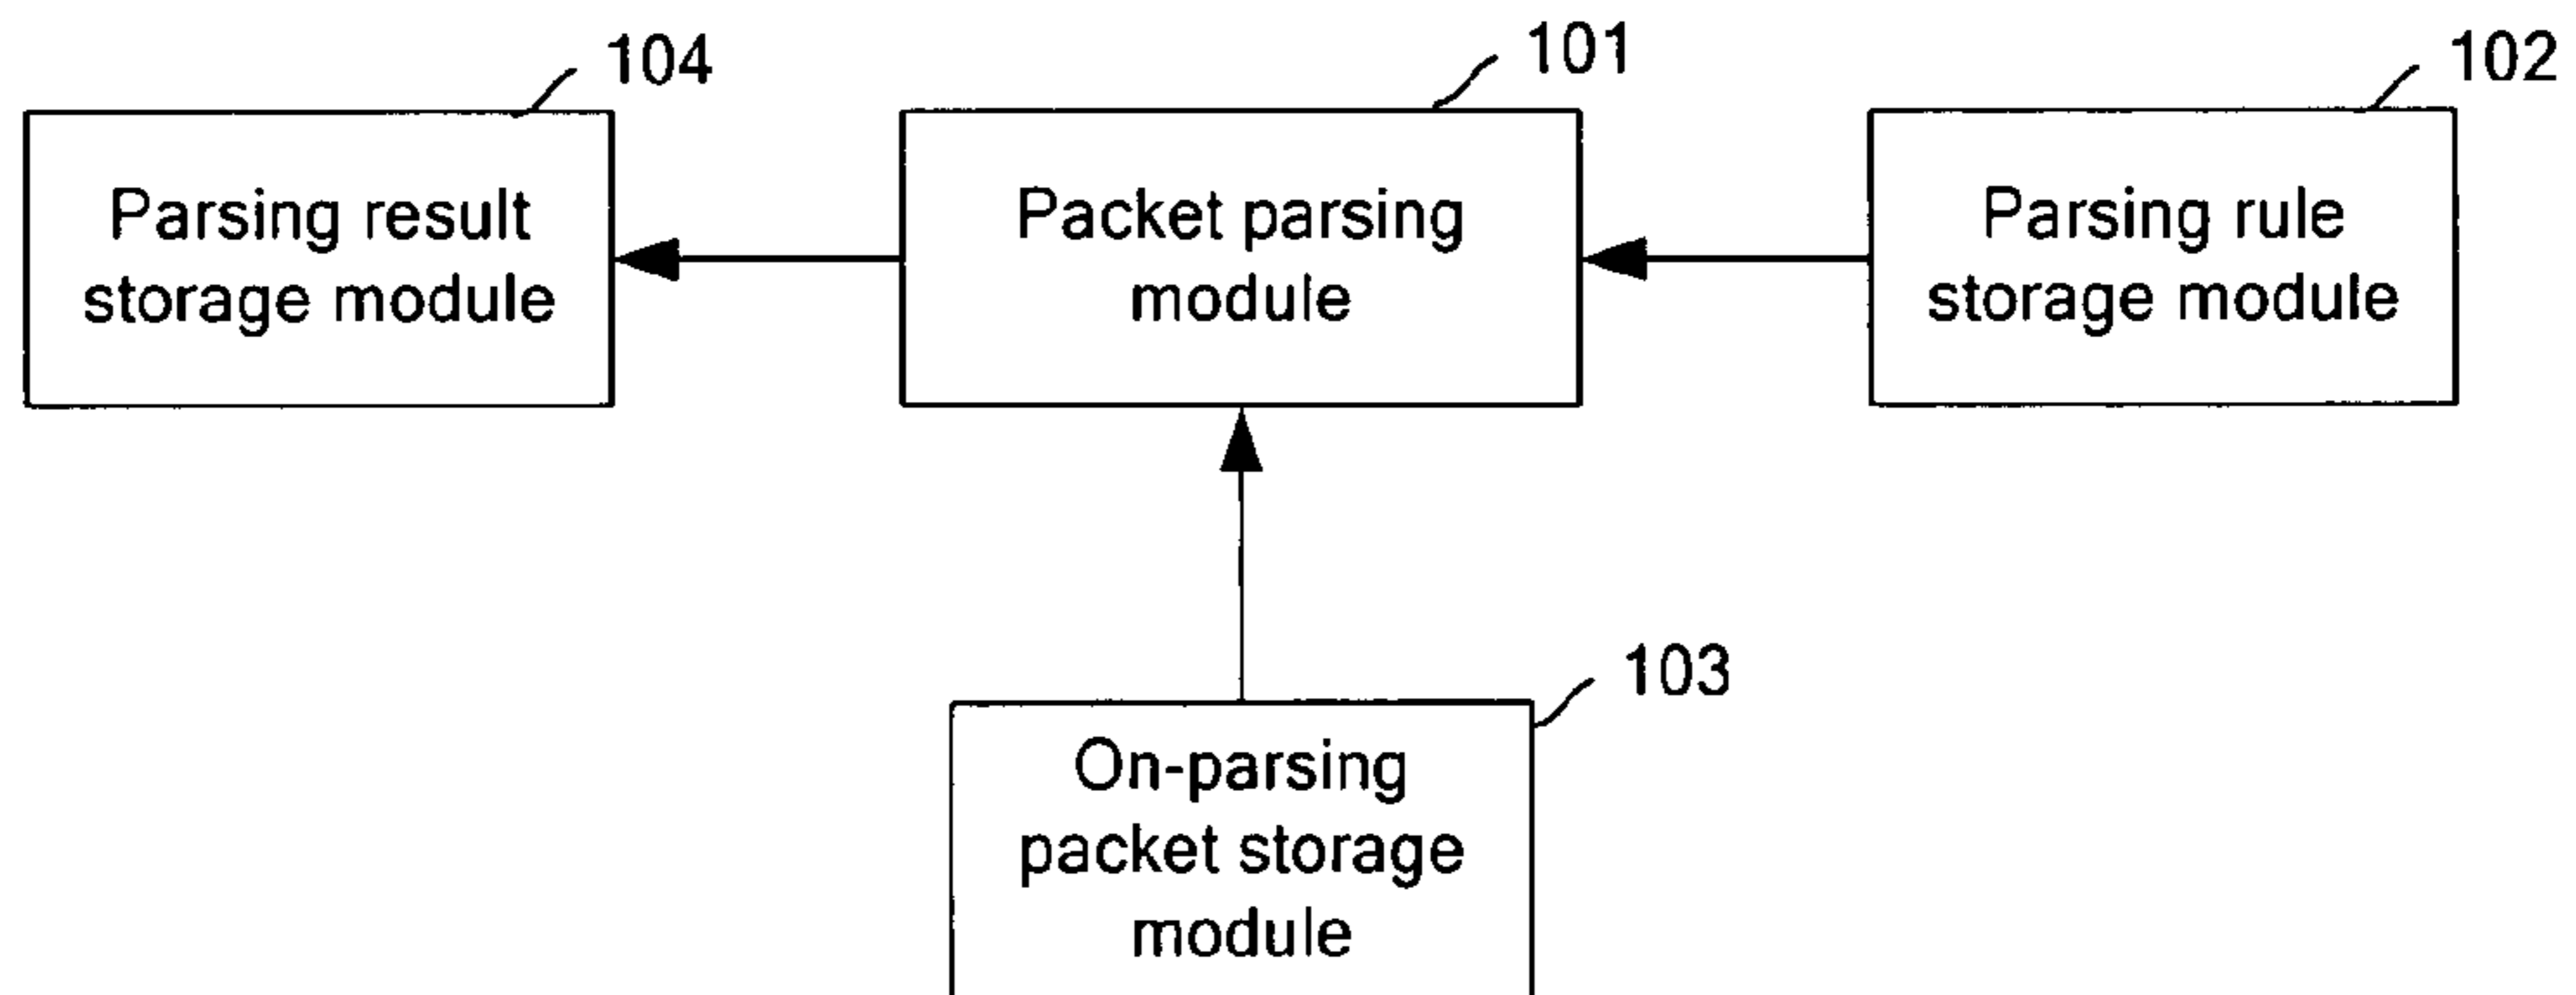 104
101
102
Parsing result
storage module
Packet parsing
module
Parsing rule
storage module
103
On-parsing
packet storage
module